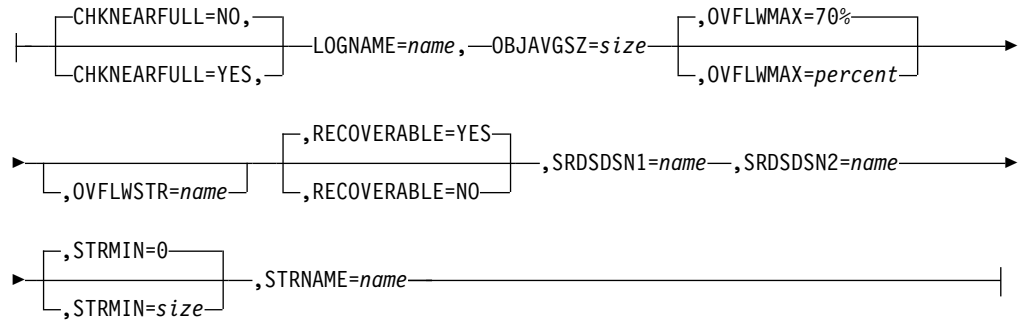 CHKNEARFULL=NO,
LOGNAME=name, OBJAVGSZ=size
,OVFLWMAX=70%
CHKNEARFULL=YES,
,OVFLWMAX=percent
,OVFLWSTR=name
,RECOVERABLE=YES
,RECOVERABLE=NO
,SRDSDSN1=name ,SRDSDSN2=name
,STRMIN=0
,STRMIN=size
,STRNAME=name